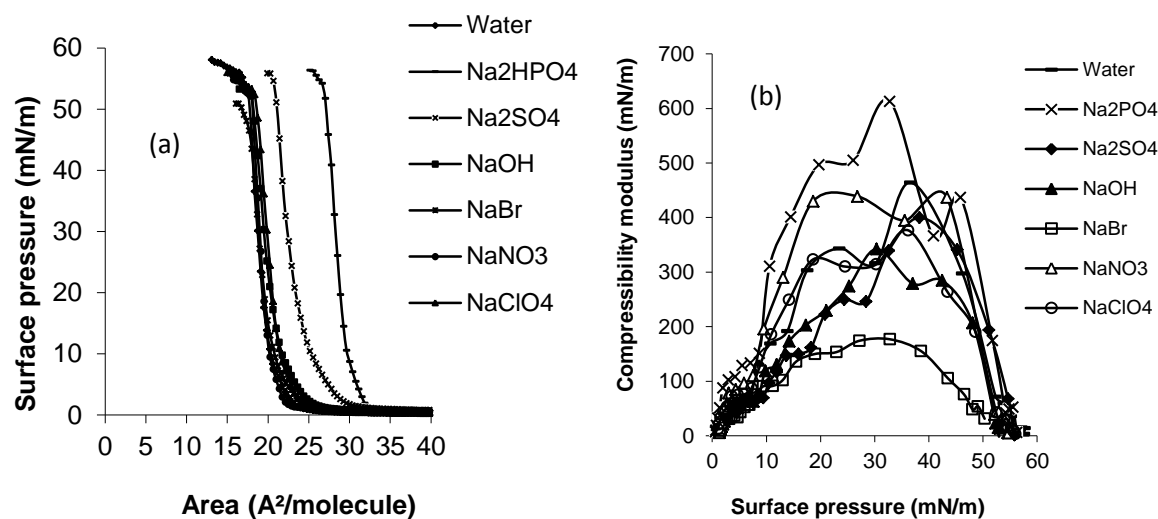 (a)
Surface pressure (mN/m)
60
50
40
30
20
10
0
0 5 10 15 20 25 30 35 40
Area (A²/molecule)
Water
Na2HPO4
Na2SO4
NaOH
NaBr
NaNO3
NaClO4
(b)
Compressibility modulus (mN/m)
700
600
500
400
300
200
100
0
0 10 20 30 40 50 60
Surface pressure (mN/m)
Water
Na2PO4
Na2SO4
NaOH
NaBr
NaNO3
NaClO4